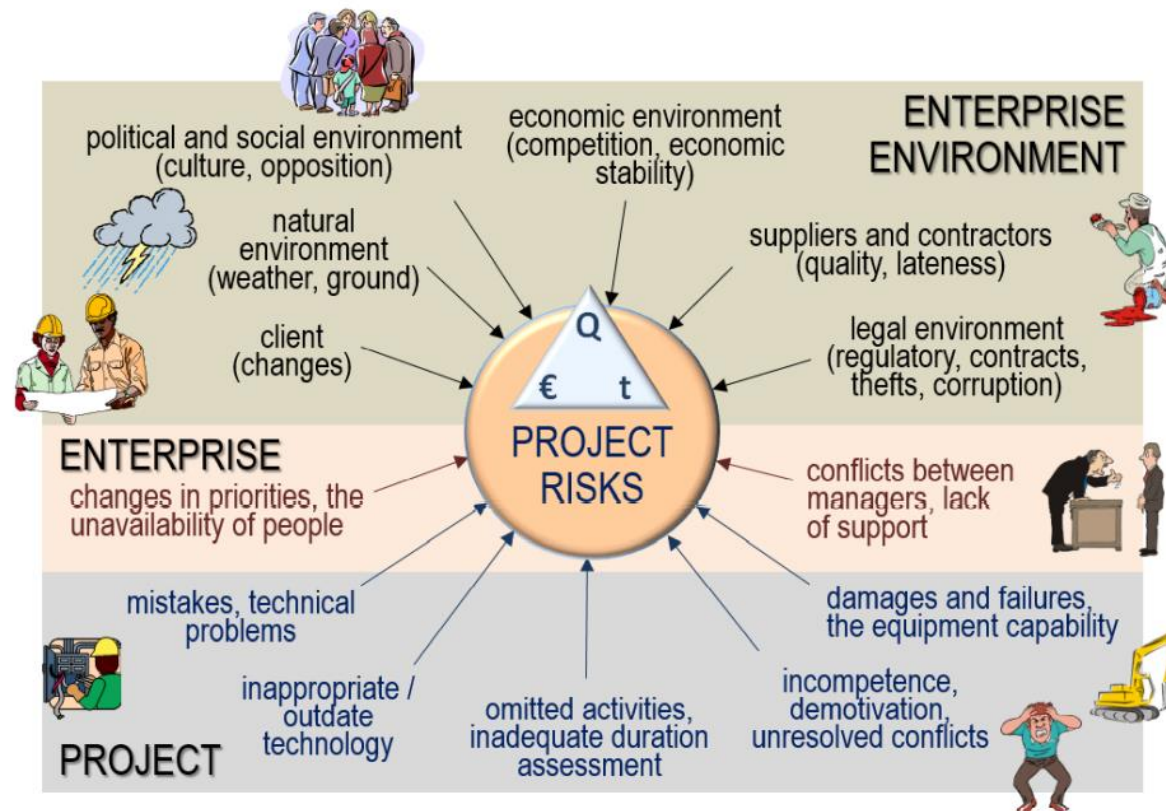 political and social environment
(culture, opposition)
economic environment
(competition, economic
stability)
ENTERPRISE
ENVIRONMENT
natural
environment
(weather, ground)
suppliers and contractors
(quality, lateness)
client
(changes)
legal environment
(regulatory, contracts,
thefts, corruption)
Q
€ t
PROJECT
RISKS
ENTERPRISE
changes in priorities, the
unavailability of people
conflicts between
managers, lack
of support
mistakes, technical
problems
damages and failures,
the equipment capability
inappropriate /
outdate
technology
omitted activities,
inadequate duration
assessment
incompetence,
demotivation,
unresolved conflicts
PROJECT